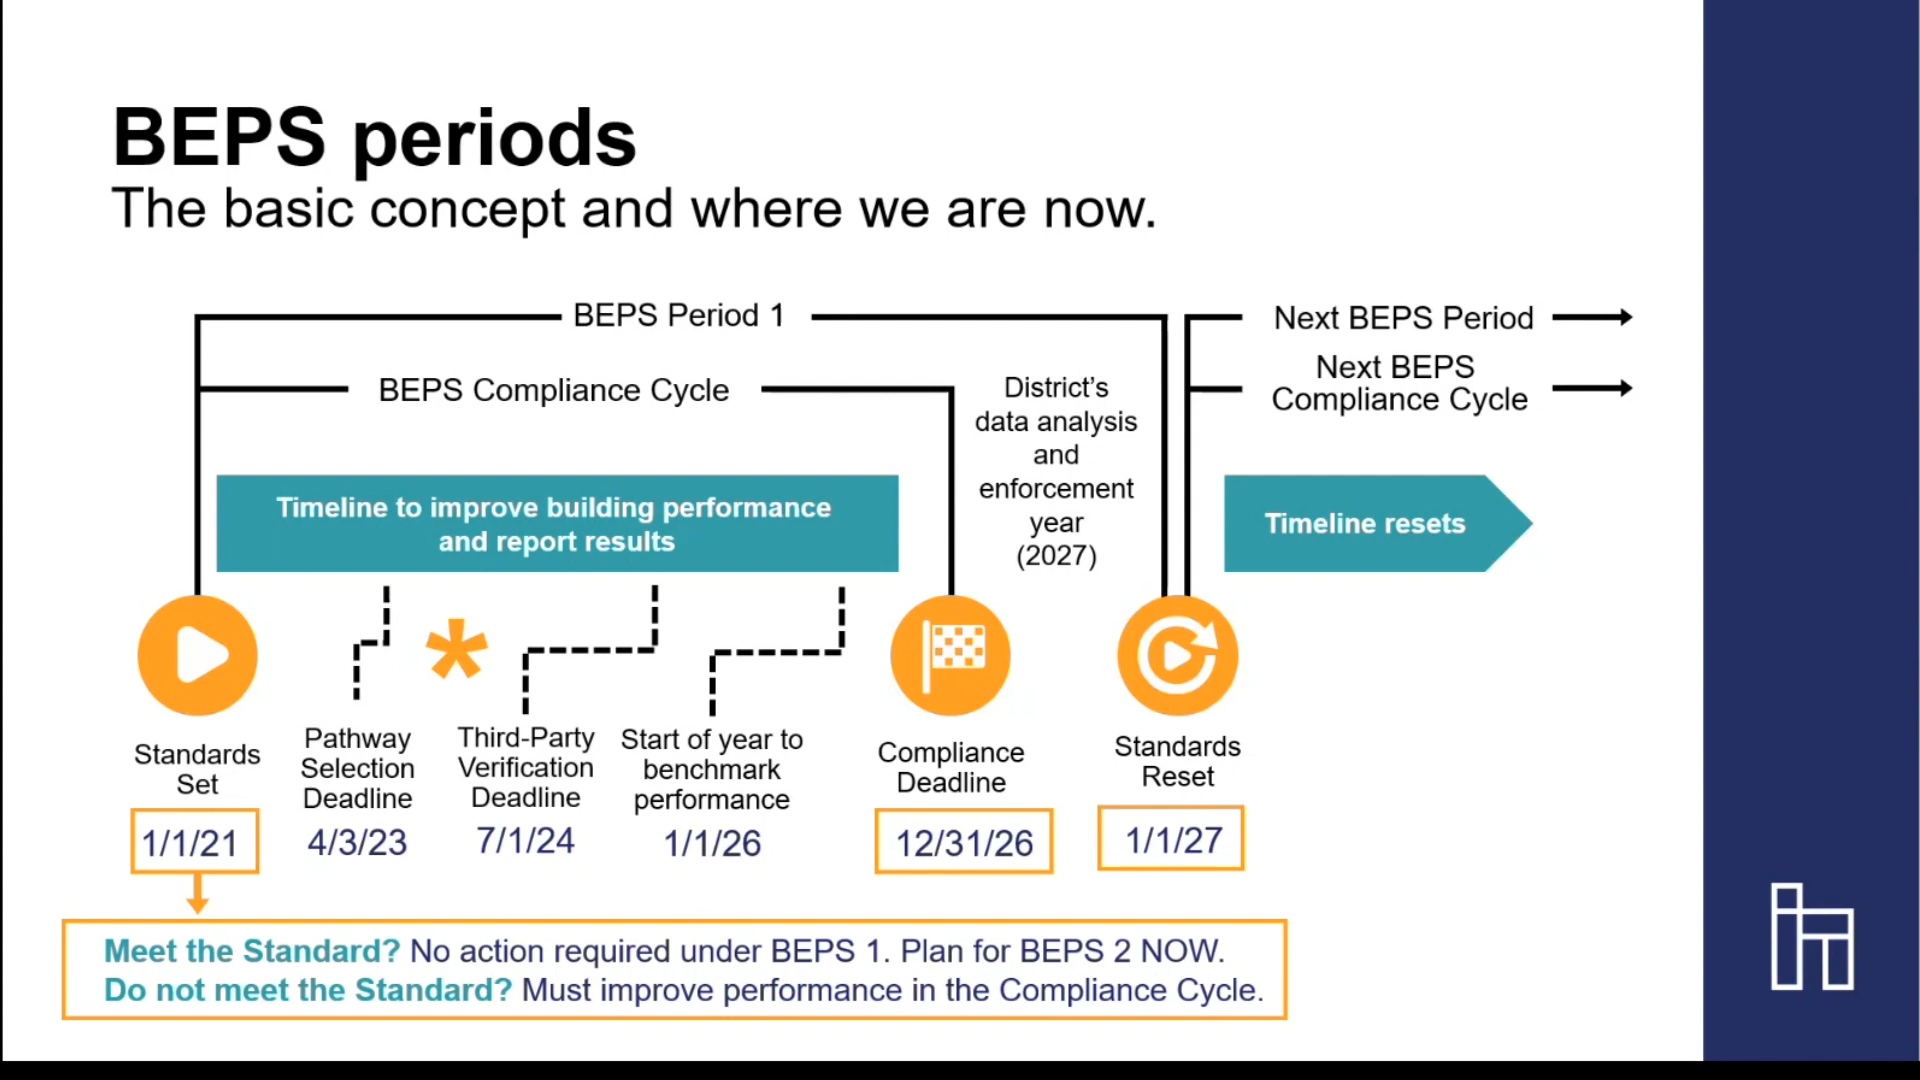 BEPS periods
The basic concept and where we are now.
BEPS Period 1
Next BEPS Period
BEPS Compliance Cycle
Next BEPS
Compliance Cycle
District’s
data analysis
and
enforcement
year
(2027)
Timeline to improve building performance
and report results
Timeline resets
*
Standards
Set
1/1/21
Pathway
Selection
Deadline
4/3/23
Third-Party
Verification
Deadline
7/1/24
Start of year to
benchmark
performance
1/1/26
Compliance
Deadline
12/31/26
Standards
Reset
1/1/27
Meet the Standard? No action required under BEPS 1. Plan for BEPS 2 NOW.
Do not meet the Standard? Must improve performance in the Compliance Cycle.